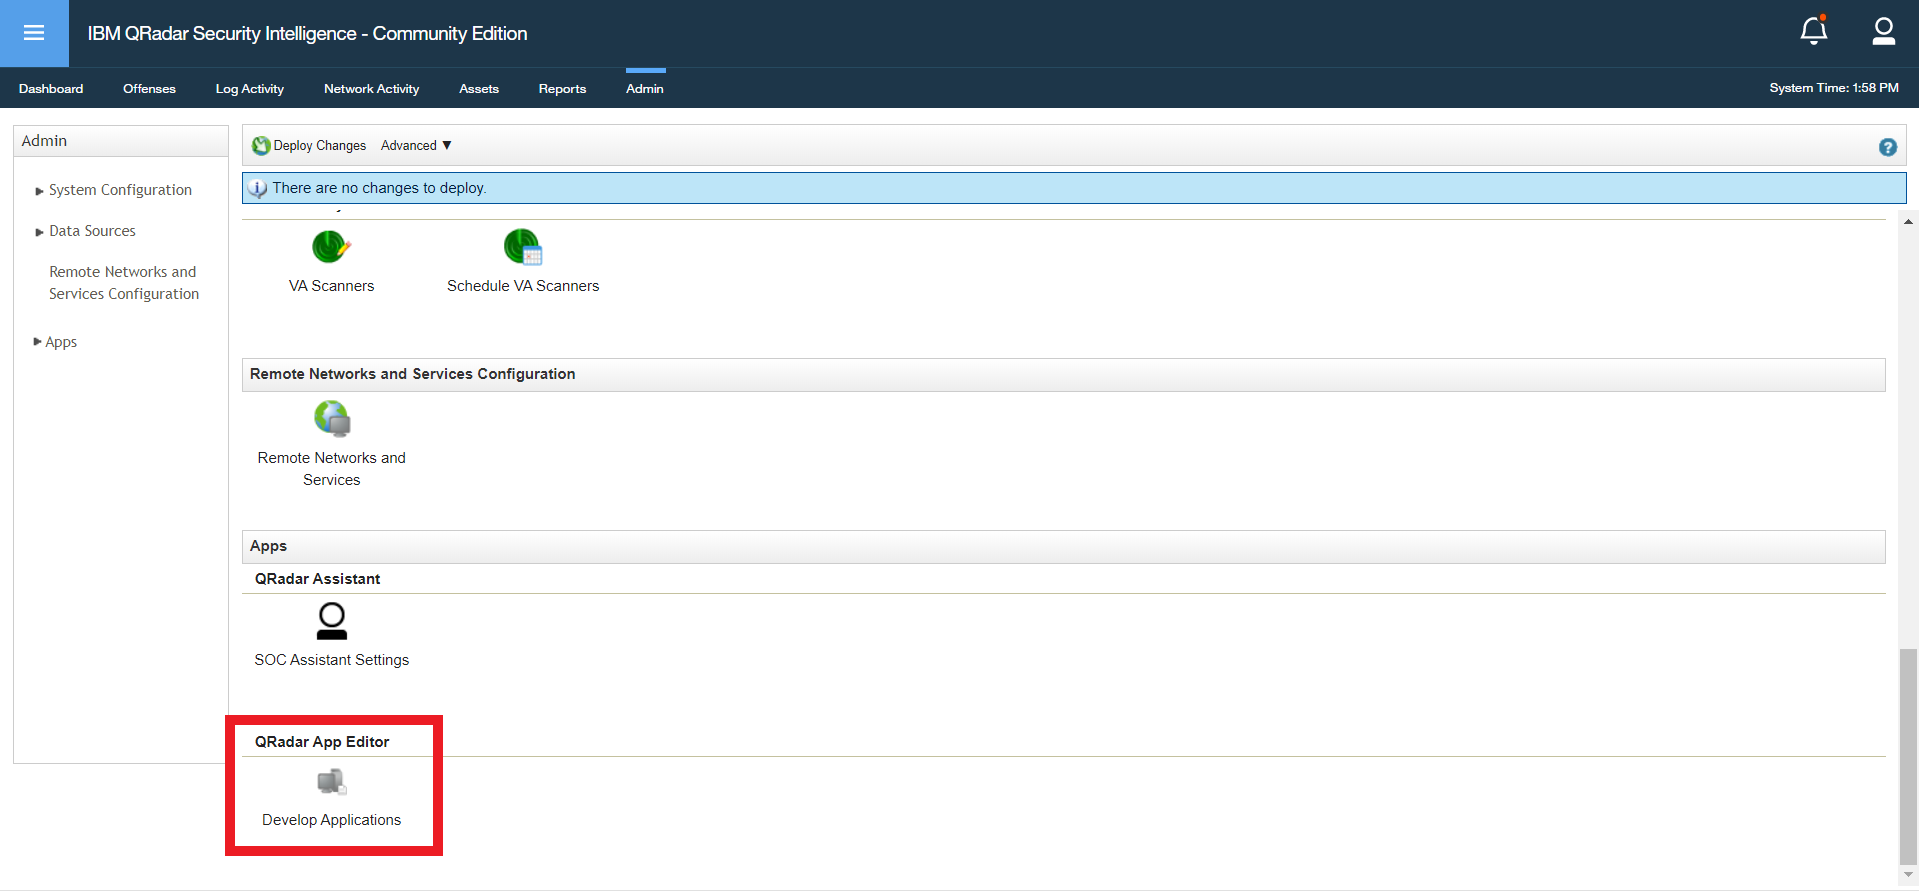 IBM QRadar Security Intelligence - Community Edition
Dashboard
Offenses
Log Activity
Network Activity
Assets
Reports
Admin
System Time: 1:58 PM
Admin
System Configuration
Data Sources
Remote Networks and
Services Configuration
Apps
Deploy Changes
Advanced ▼
?
i There are no changes to deploy.
VA Scanners
Schedule VA Scanners
Remote Networks and Services Configuration
Remote Networks and
Services
Apps
QRadar Assistant
SOC Assistant Settings
QRadar App Editor
Develop Applications